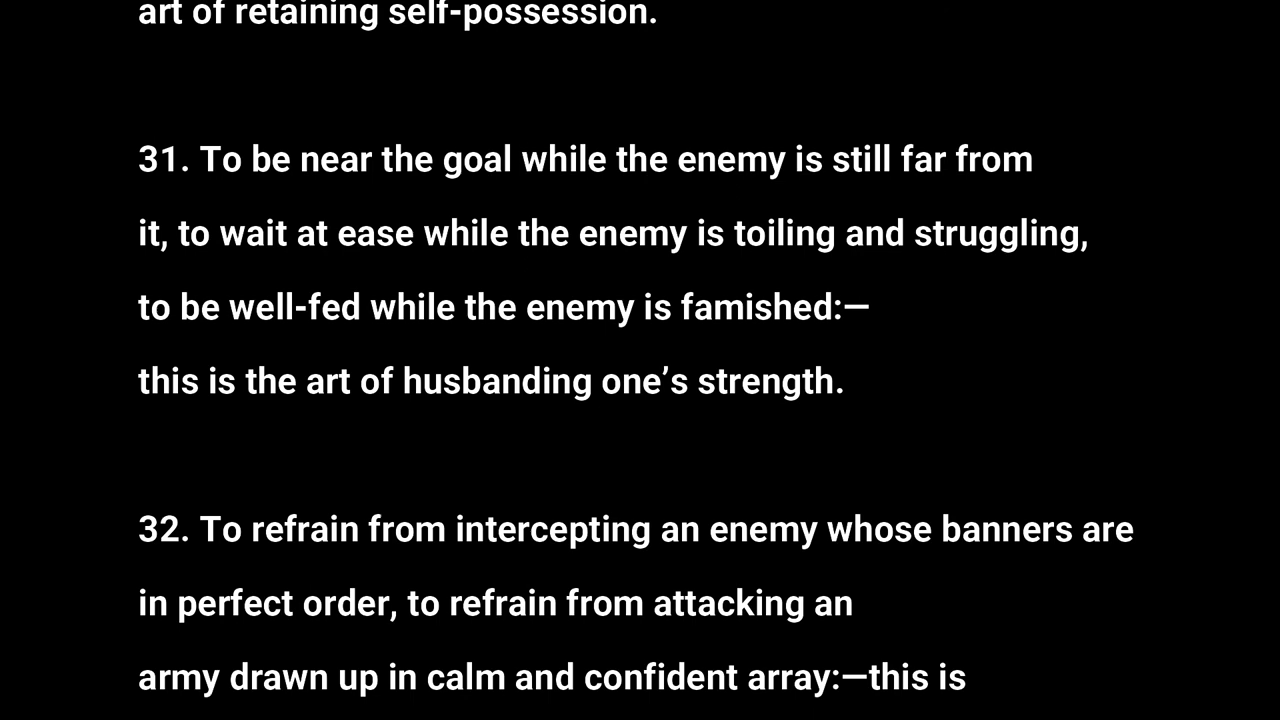 art of retaining self-possession.
31. To be near the goal while the enemy is still far from
it, to wait at ease while the enemy is toiling and struggling,
to be well-fed while the enemy is famished:—
this is the art of husbanding one’s strength.
32. To refrain from intercepting an enemy whose banners are
in perfect order, to refrain from attacking an
army drawn up in calm and confident array:—this is